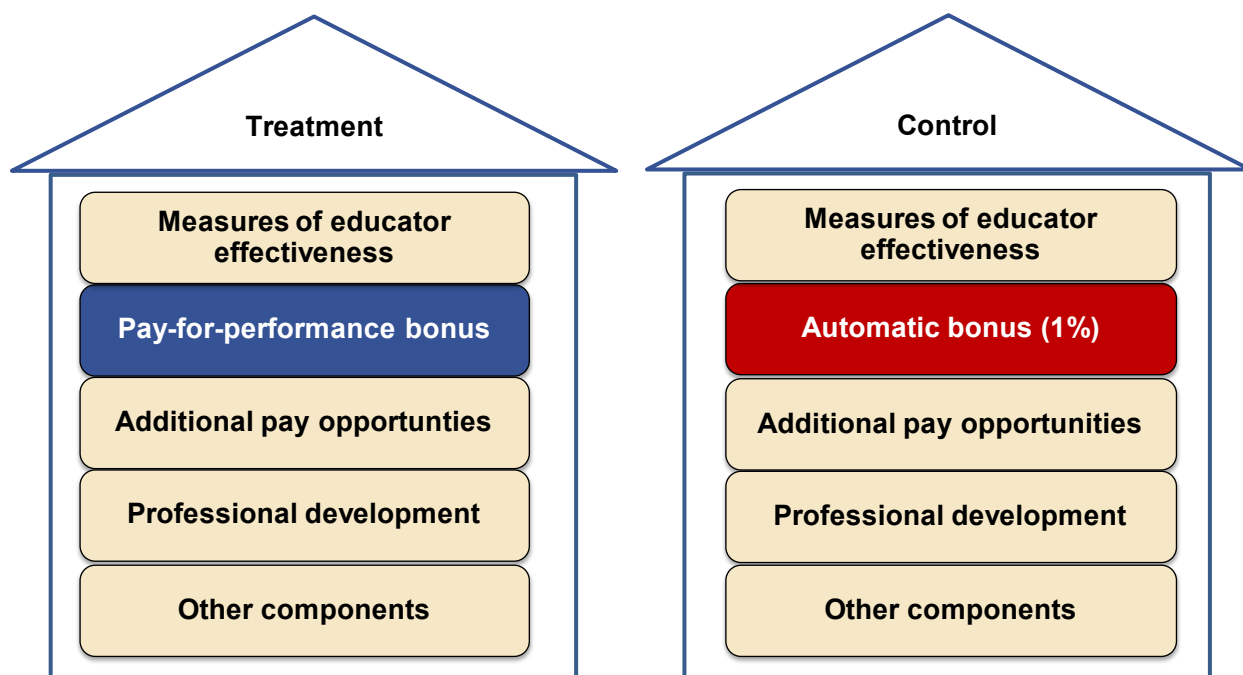 Treatment
Measures of educator
effectiveness
Pay-for-performance bonus
Additional pay opportunties
Professional development
Other components
Control
Measures of educator
effectiveness
Automatic bonus (1%)
Additional pay opportunities
Professional development
Other components